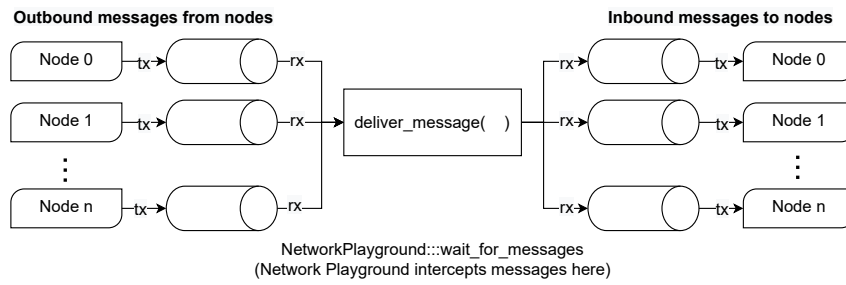 Outbound messages from nodes
Inbound messages to nodes
Node 0
tx
rx
rx
tx
Node 0
Node 1
tx
rx
deliver_message(   )
rx
tx
Node 1
Node n
tx
rx
rx
tx
Node n
NetworkPlayground:::wait_for_messages
(Network Playground intercepts messages here)